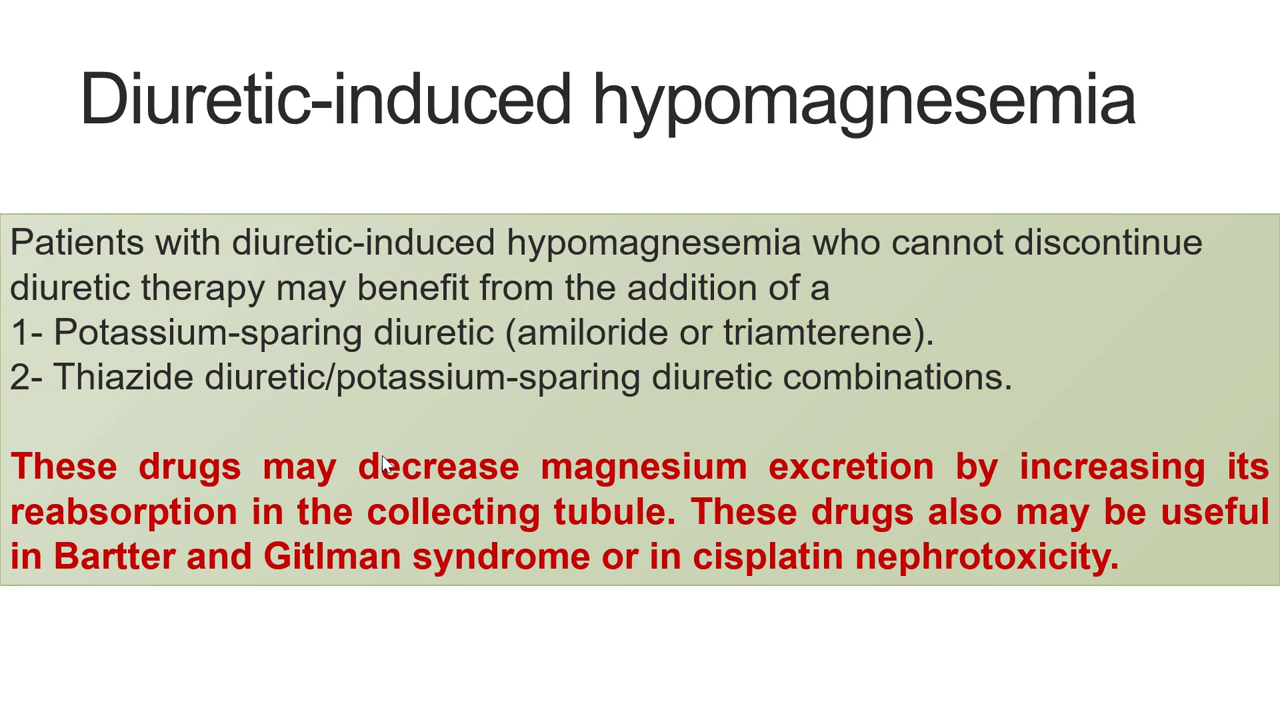 Diuretic-induced hypomagnesemia
Patients with diuretic-induced hypomagnesemia who cannot discontinue
diuretic therapy may benefit from the addition of a
1- Potassium-sparing diuretic (amiloride or triamterene).
2- Thiazide diuretic/potassium-sparing diuretic combinations.
These drugs may decrease magnesium excretion by increasing its
reabsorption in the collecting tubule. These drugs also may be useful
in Bartter and Gitlman syndrome or in cisplatin nephrotoxicity.